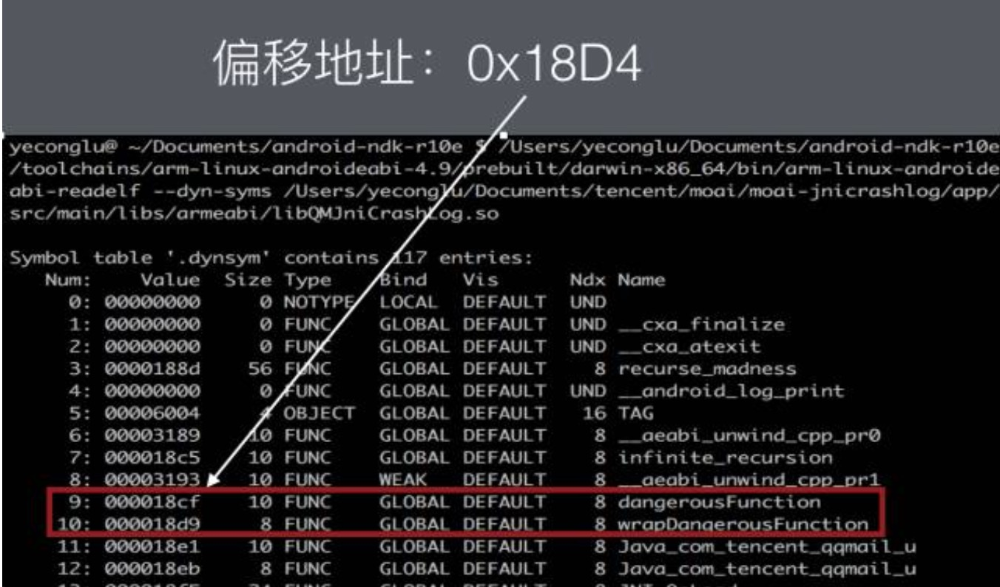 偏移地址：0x18D4
yeconglu@ ~/Documents/android-ndk-r10e $ /Users/yeconglu/Documents/android-ndk-r10e
/toolchains/arm-linux-androideabi-4.9/prebuilt/darwin-x86_64/bin/arm-linux-androide
abi-readelf --dyn-syms /Users/yeconglu/Documents/tencent/moai/moai-jnicrashlog/app/
src/main/libs/armeabi/libQMJniCrashLog.so
Symbol table '.dynsym' contains 117 entries:
Num: Value Size Type Bind Vis Ndx Name
0: 00000000 0 NOTYPE LOCAL DEFAULT UND
1: 00000000 0 FUNC GLOBAL DEFAULT UND __cxa_finalize
2: 00000000 0 FUNC GLOBAL DEFAULT UND __cxa_atexit
3: 0000188d 56 FUNC GLOBAL DEFAULT 8 recurse_madness
4: 00000000 0 FUNC GLOBAL DEFAULT UND __android_log_print
5: 00006004 4 OBJECT GLOBAL DEFAULT 16 TAG
6: 00003189 10 FUNC GLOBAL DEFAULT 8 __aeabi_unwind_cpp_pr0
7: 000018c5 10 FUNC GLOBAL DEFAULT 8 infinite_recursion
8: 00003193 10 FUNC WEAK DEFAULT 8 __aeabi_unwind_cpp_pr1
9: 000018cf 10 FUNC GLOBAL DEFAULT 8 dangerousFunction
10: 000018d9 8 FUNC GLOBAL DEFAULT 8 wrapDangerousFunction
11: 000018e1 10 FUNC GLOBAL DEFAULT 8 Java_com_tencent_qqmail_u
12: 000018eb 8 FUNC GLOBAL DEFAULT 8 Java_com_tencent_qqmail_u